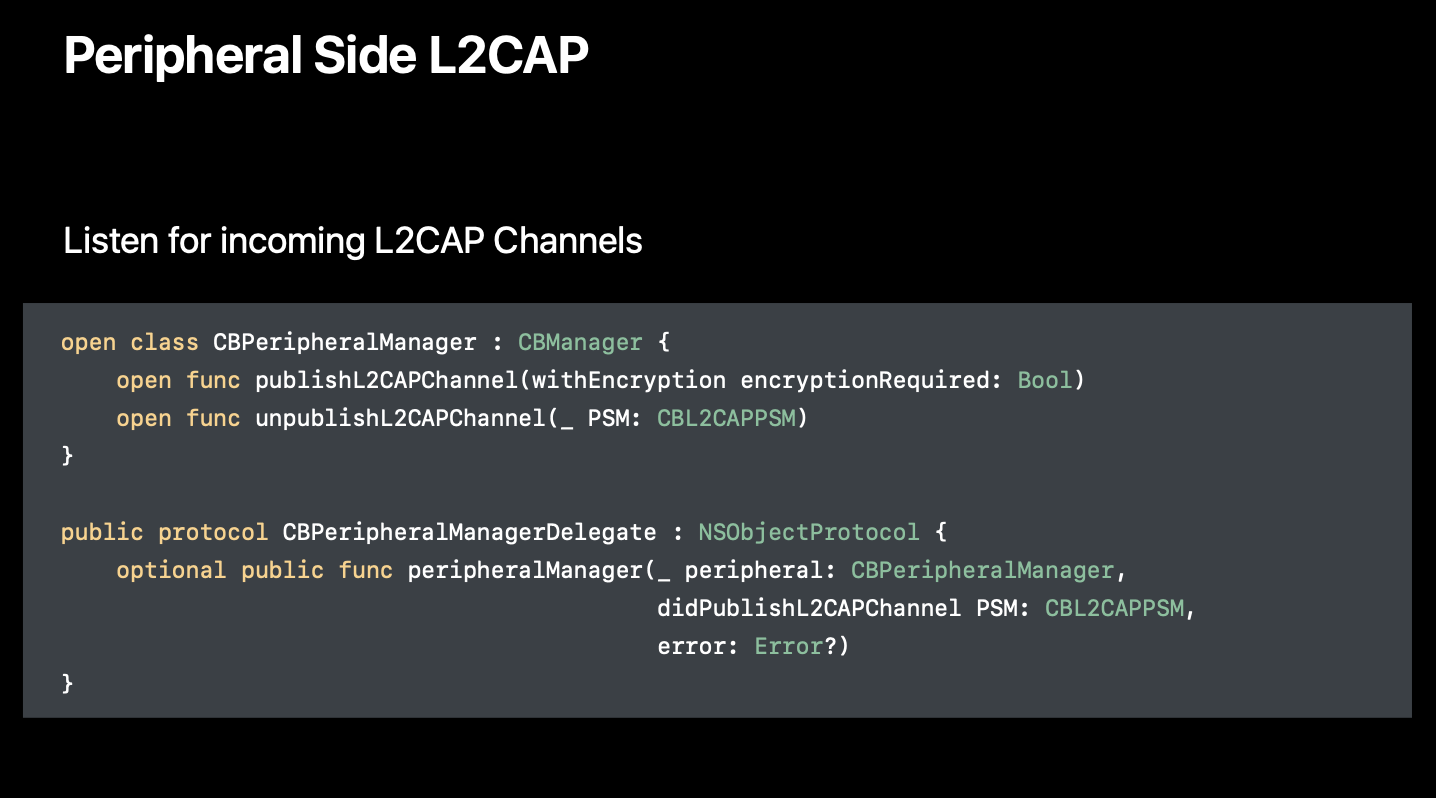 Peripheral Side L2CAP
Listen for incoming L2CAP Channels
open class CBPeripheralManager : CBManager {
    open func publishL2CAPChannel(withEncryption encryptionRequired: Bool)
    open func unpublishL2CAPChannel(_ PSM: CBL2CAPPSM)
}
public protocol CBPeripheralManagerDelegate : NSObjectProtocol {
    optional public func peripheralManager(_ peripheral: CBPeripheralManager,
                                           didPublishL2CAPChannel PSM: CBL2CAPPSM,
                                           error: Error?)
}